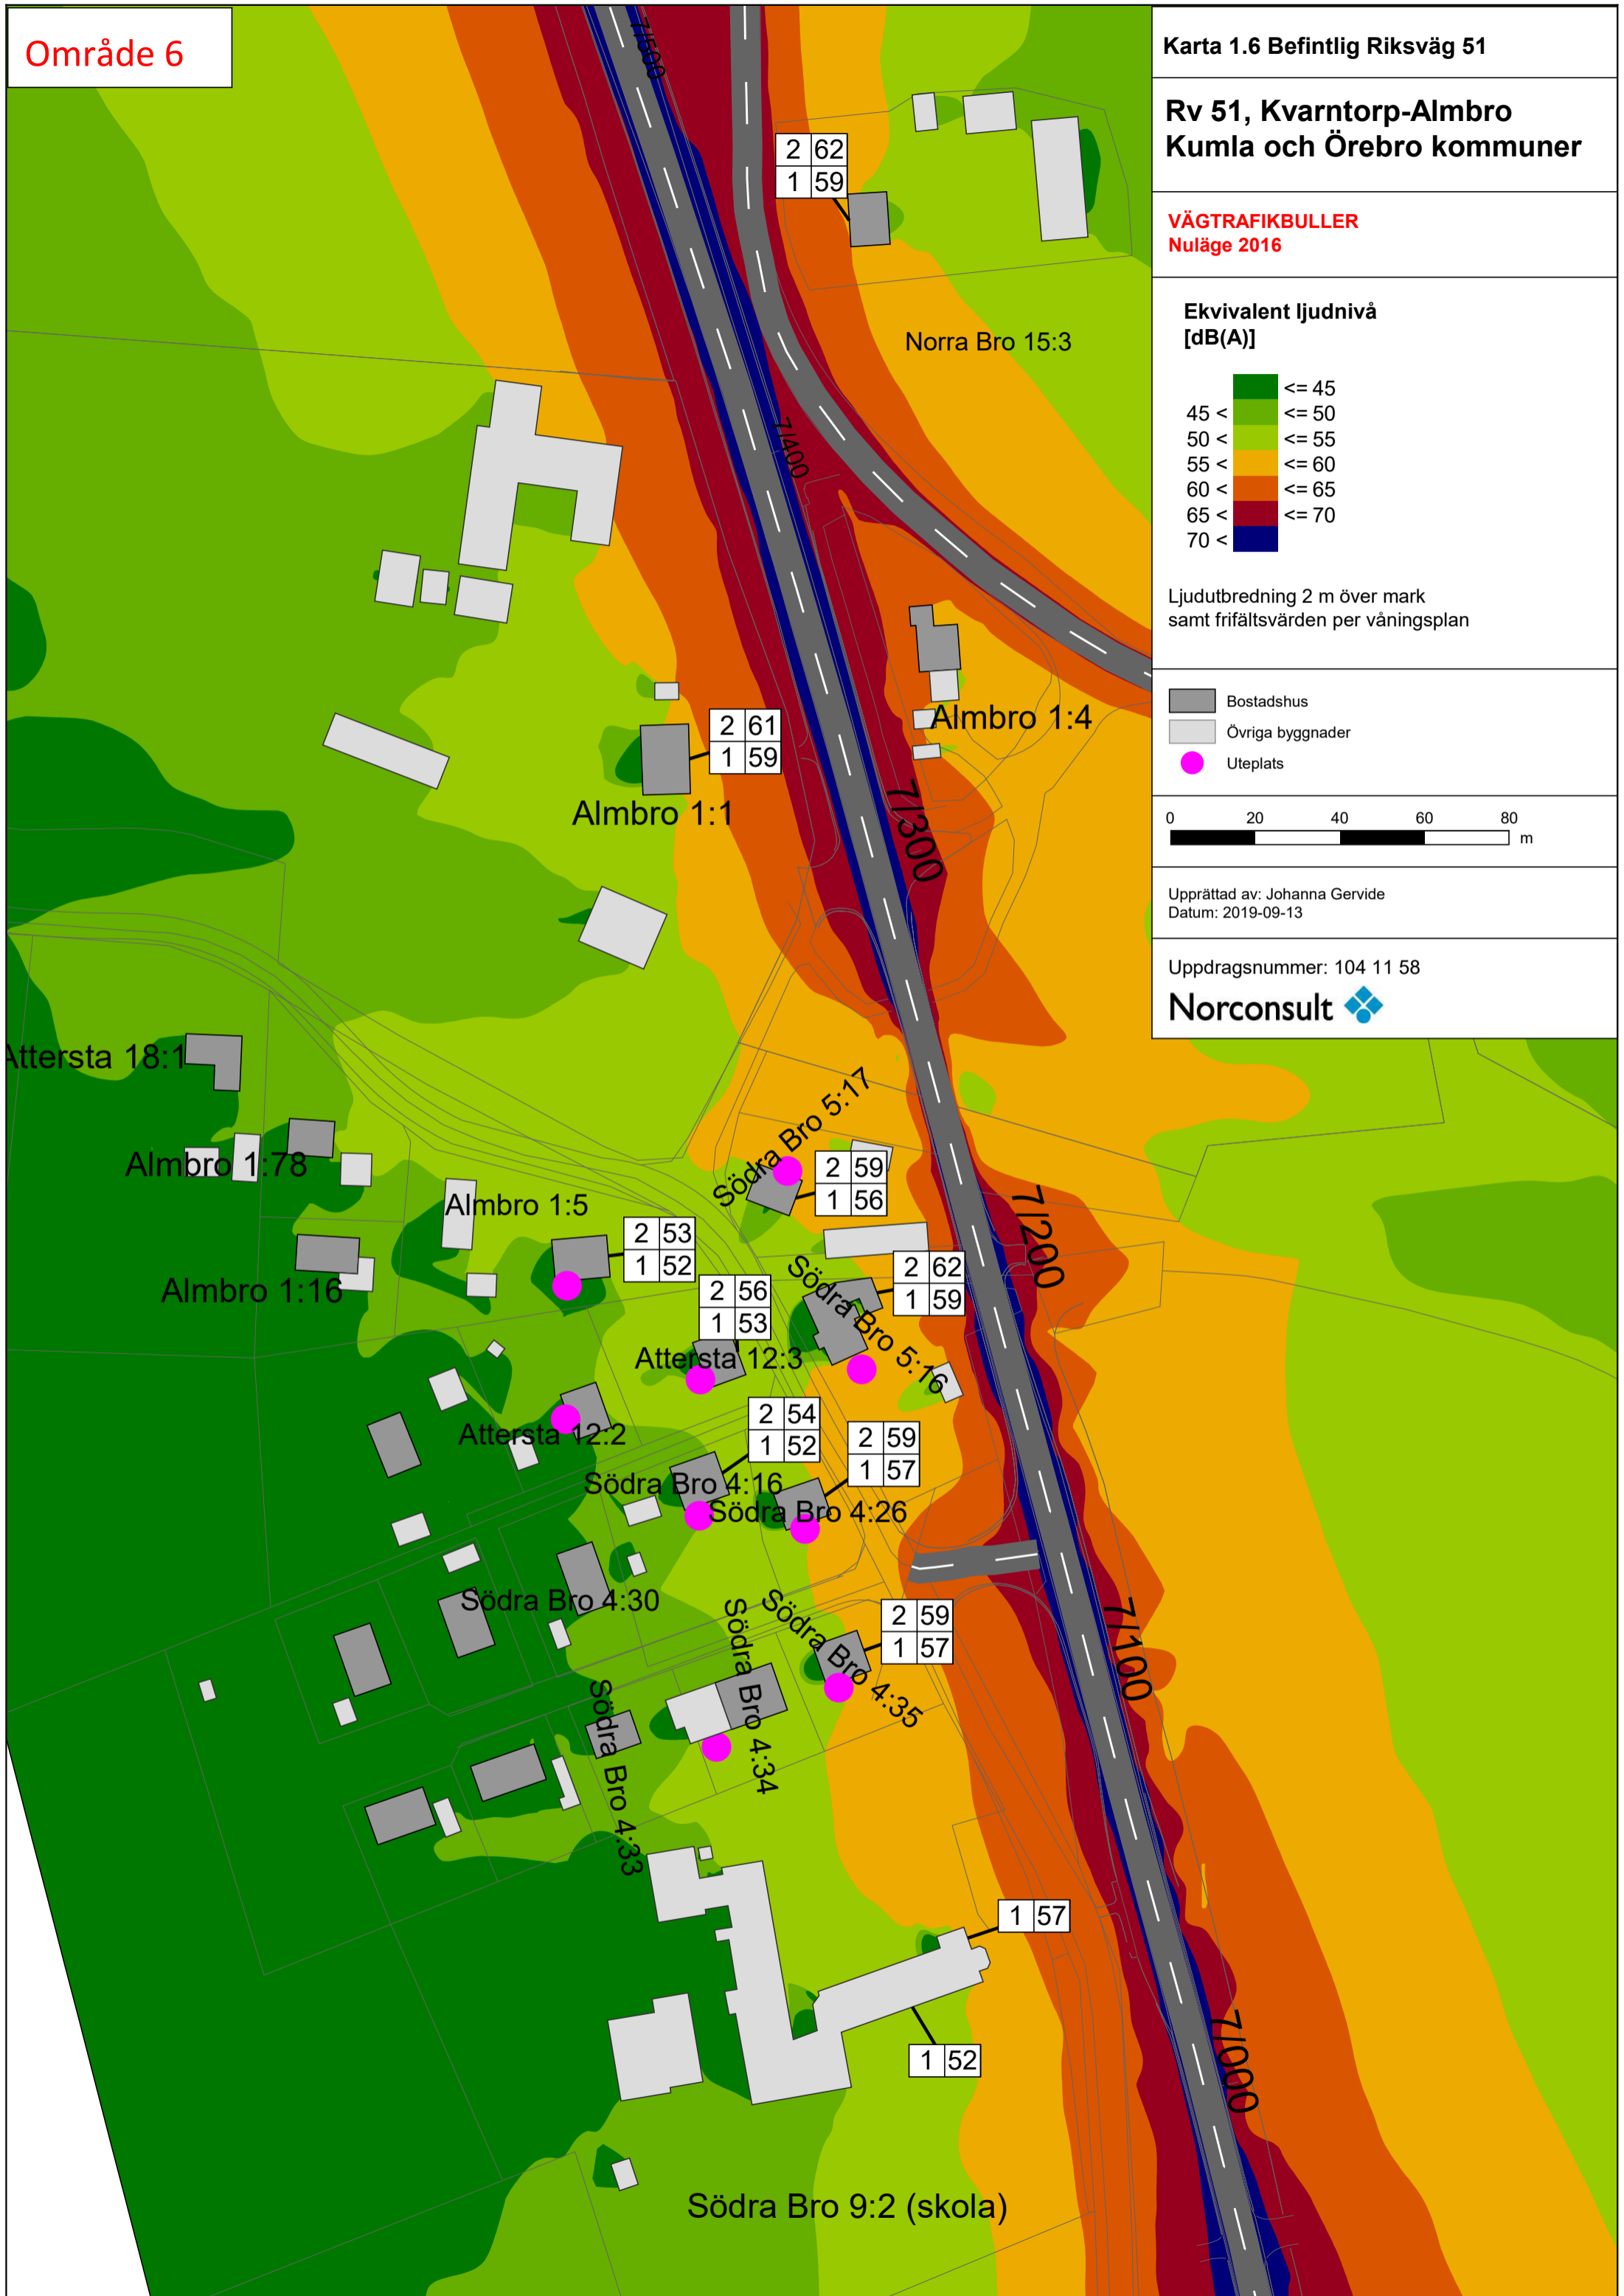 Område 6
Karta 1.6 Befintlig Riksväg 51
Rv 51, Kvarntorp-Almbro
Kumla och Örebro kommuner
VÄGTRAFIKBULLER
Nuläge 2016
Ekvivalent ljudnivå
[dB(A)]
<= 45
45 < <= 50
50 < <= 55
55 < <= 60
60 < <= 65
65 < <= 70
70 <
Ljudutbredning 2 m över mark
samt frifältsvärden per våningsplan
Bostadshus
Övriga byggnader
Uteplats
0 20 40 60 80
m
Upprättad av: Johanna Gervide
Datum: 2019-09-13
Uppdragsnummer: 104 11 58
Norconsult
7/500
2 62
1 59
Norra Bro 15:3
7/400
Almbro 1:4
2 61
1 59
Almbro 1:1
7/300
Attersta 18:1
Almbro 1:78
Almbro 1:5
Almbro 1:16
Södra Bro 5:17
2 59
1 56
7/200
2 53
1 52
2 56
1 53
Södra Bro 5:16
2 62
1 59
Attersta 12:3
Attersta 12:2
2 54
1 52
2 59
1 57
Södra Bro 4:16
Södra Bro 4:26
Södra Bro 4:30
Södra Bro 4:35
2 59
1 57
7/100
Södra Bro 4:34
Södra Bro 4:33
1 57
1 52
7/000
Södra Bro 9:2 (skola)